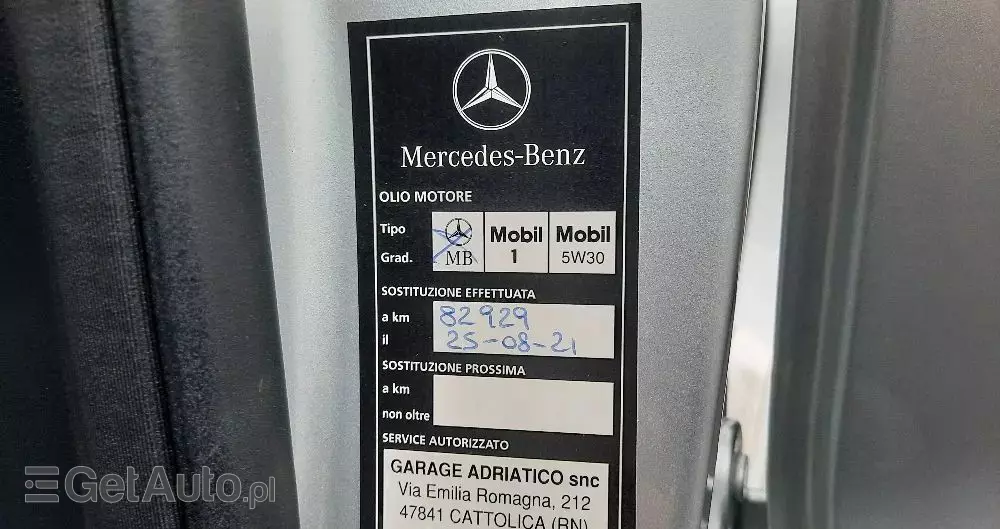 Mercedes-Benz
OLIO MOTORE
Tipo
Grad.
MB
Mobil 1
Mobil 5W30
SOSTITUZIONE EFFETTUATA
a km 82929
il 25-08-21
SOSTITUZIONE PROSSIMA
a km
non oltre
SERVICE AUTORIZZATO
GARAGE ADRIATICO snc
Via Emilia Romagna, 212
47841 CATTOLICA (RN)
GetAuto.pl